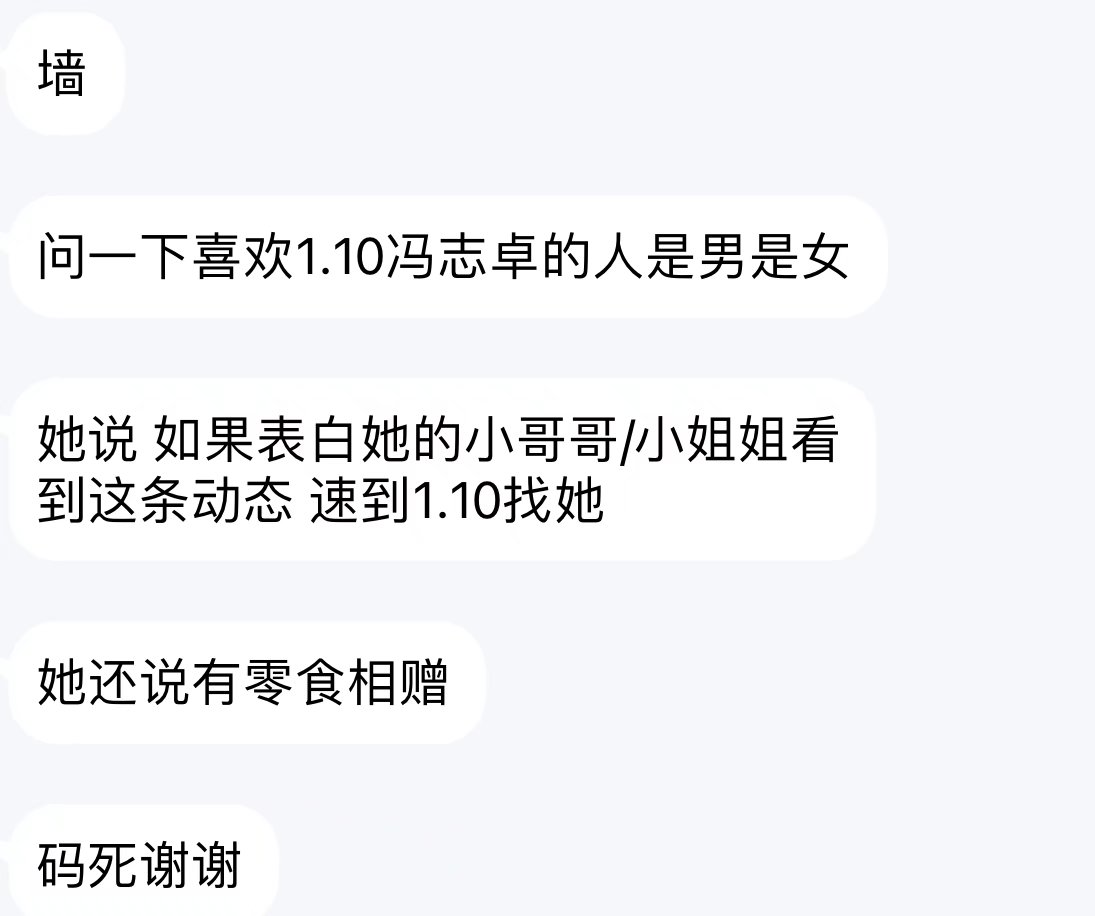 墙
问一下喜欢1.10冯志卓的人是男是女
她说 如果表白她的小哥哥/小姐姐看
到这条动态 速到1.10找她
她还说有零食相赠
码死谢谢